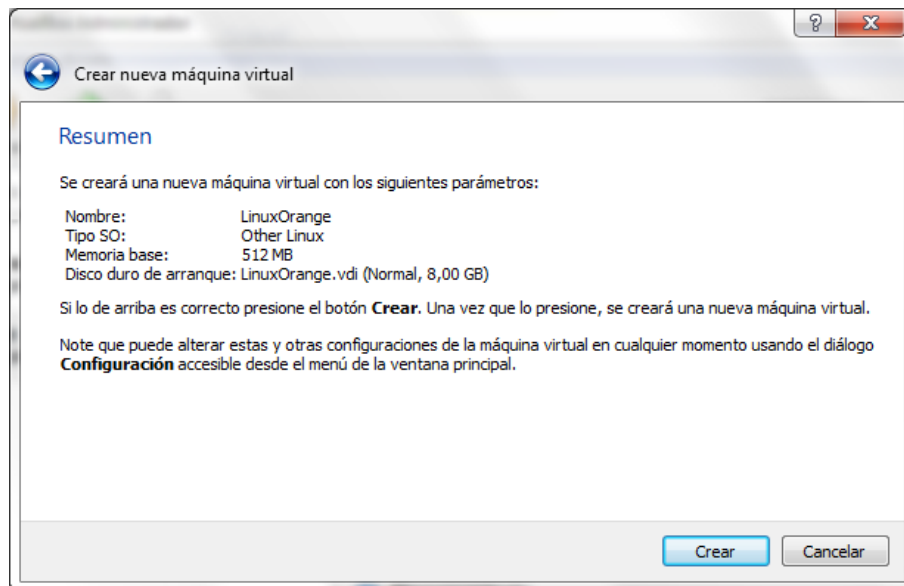 Crear nueva máquina virtual
Resumen
Se creará una nueva máquina virtual con los siguientes parámetros:
Nombre: LinuxOrange
Tipo SO: Other Linux
Memoria base: 512 MB
Disco duro de arranque: LinuxOrange.vdi (Normal, 8,00 GB)
Si lo de arriba es correcto presione el botón Crear. Una vez que lo presione, se creará una nueva máquina virtual.
Note que puede alterar estas y otras configuraciones de la máquina virtual en cualquier momento usando el diálogo
Configuración accesible desde el menú de la ventana principal.
Crear Cancelar